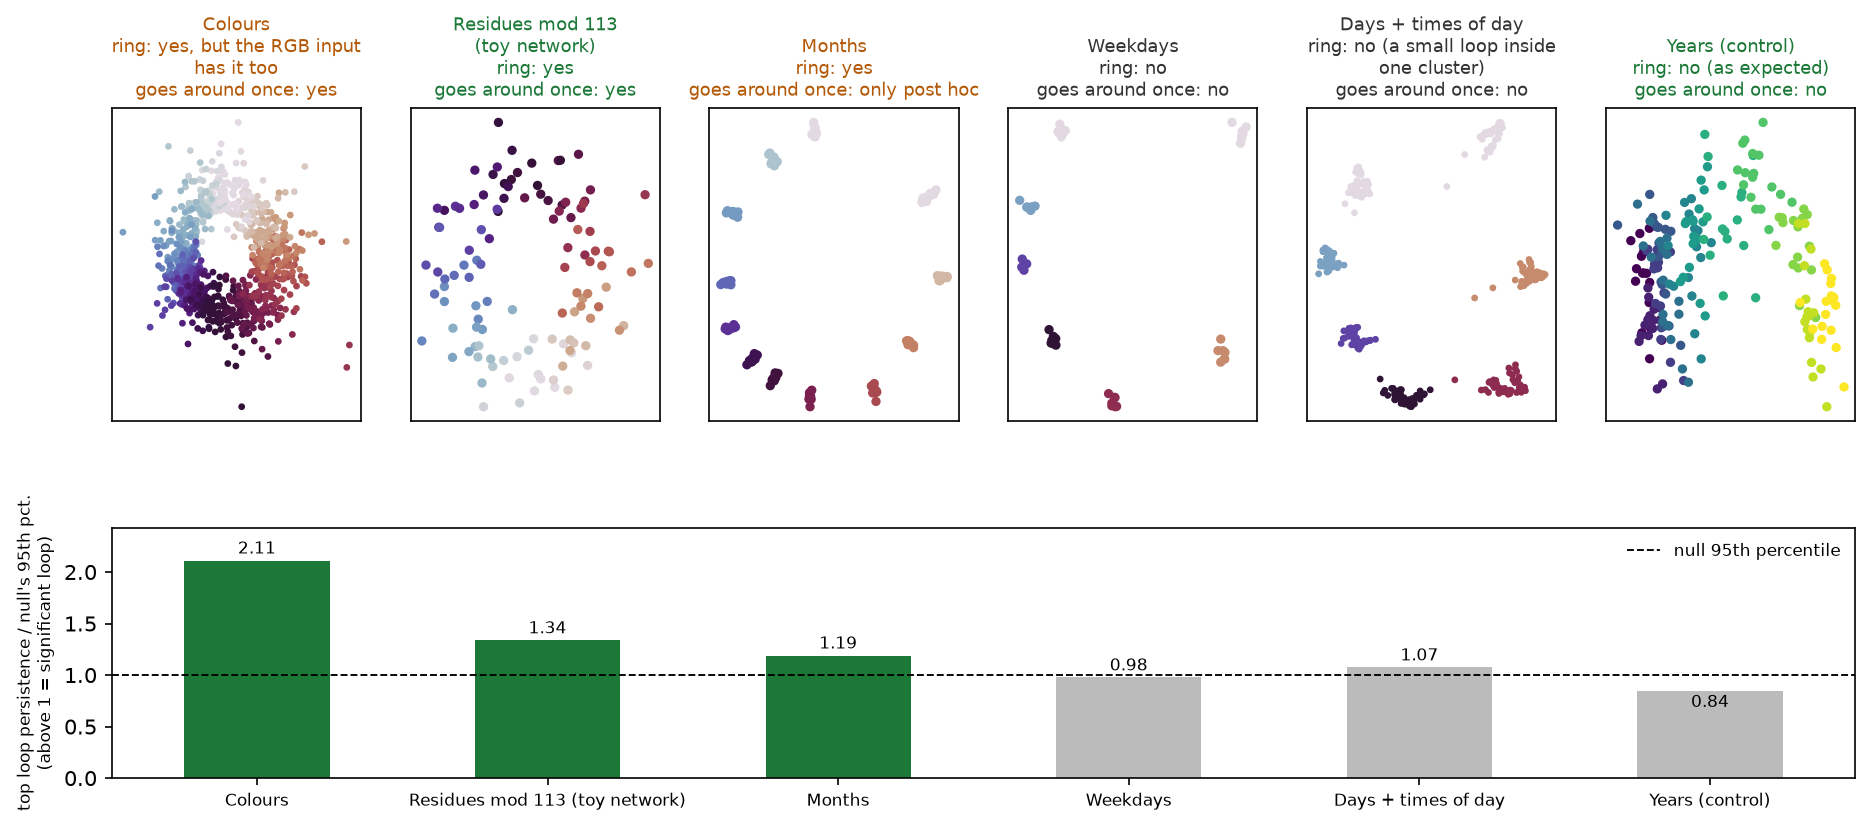 Colours
ring: yes, but the RGB input
has it too
goes around once: yes
Residues mod 113
(toy network)
ring: yes
goes around once: yes
Months
ring: yes
goes around once: only post hoc
Weekdays
ring: no
goes around once: no
Days + times of day
ring: no (a small loop inside
one cluster)
goes around once: no
Years (control)
ring: no (as expected)
goes around once: no
top loop persistence / null's 95th pct.
(above 1 = significant loop)
2.0
1.5
1.0
0.5
0.0
2.11
1.34
1.19
0.98
1.07
0.84
null 95th percentile
Colours
Residues mod 113 (toy network)
Months
Weekdays
Days + times of day
Years (control)